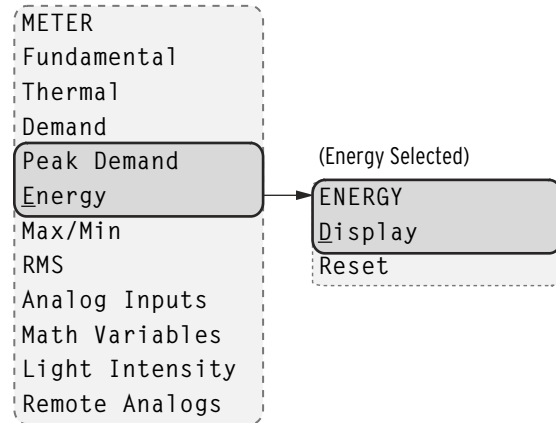 METER
Fundamental
Thermal
Demand
Peak Demand
Energy
Max/Min
RMS
Analog Inputs
Math Variables
Light Intensity
Remote Analogs
(Energy Selected)
ENERGY
Display
Reset